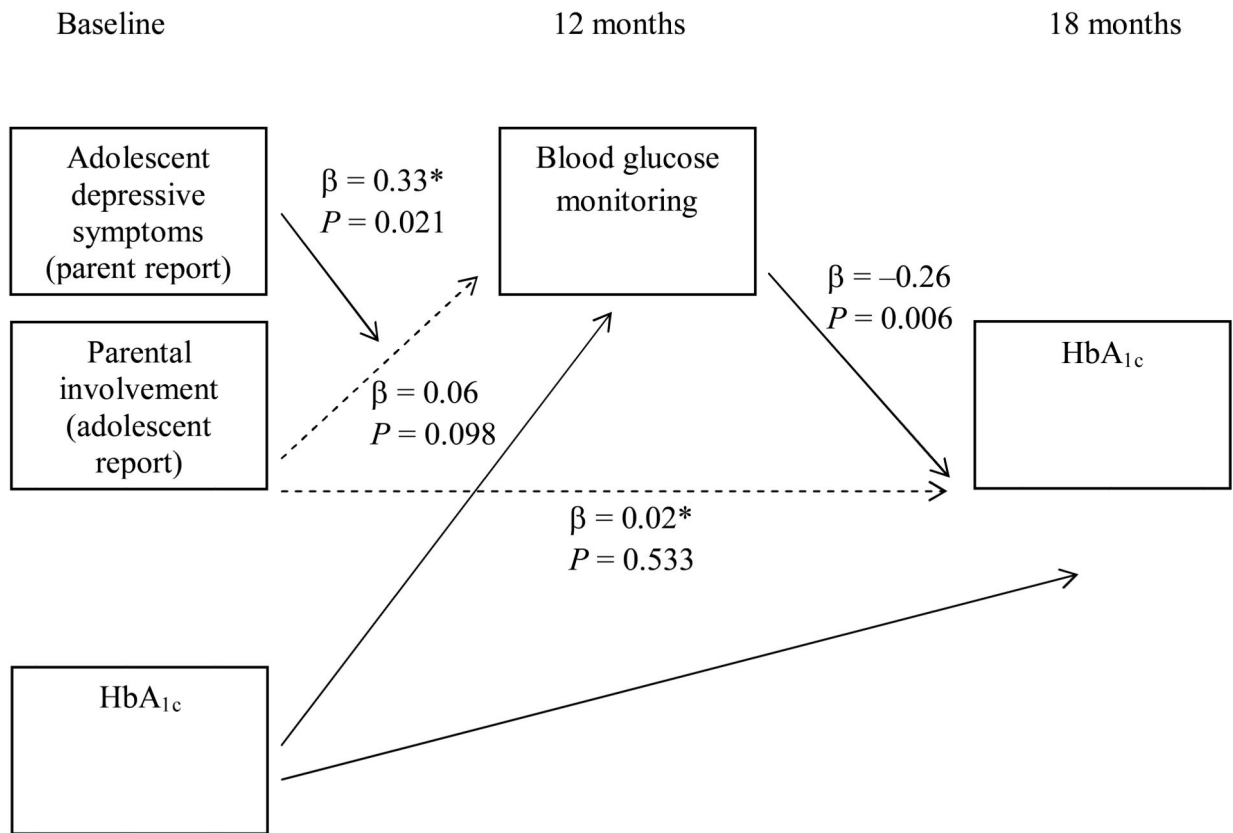 Baseline
12 months
18 months
Adolescent
depressive
symptoms
(parent report)
β = 0.33*
P = 0.021
Blood glucose
monitoring
β = –0.26
P = 0.006
Parental
involvement
(adolescent
report)
β = 0.06
P = 0.098
HbA1c
β = 0.02*
P = 0.533
HbA1c